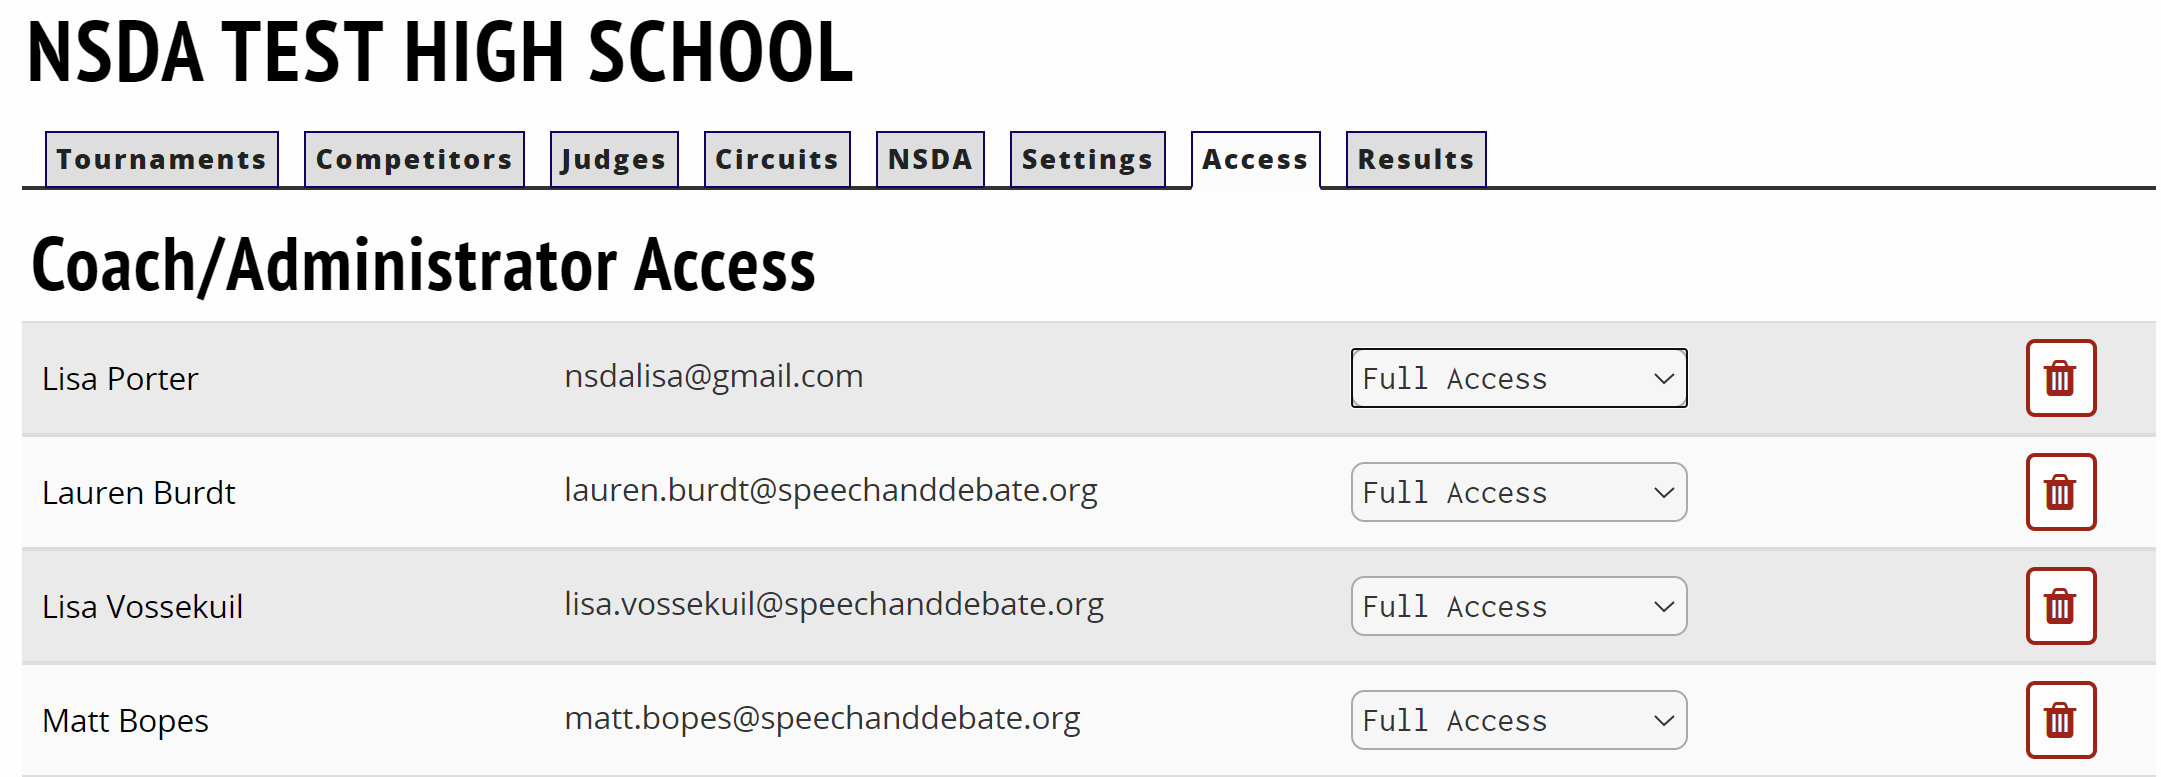 NSDA TEST HIGH SCHOOL
Tournaments Competitors Judges Circuits NSDA Settings Access Results
Coach/Administrator Access
Lisa Porter nsdalisa@gmail.com Full Access
Lauren Burdt lauren.burdt@speechanddebate.org Full Access
Lisa Vossekuil lisa.vossekuil@speechanddebate.org Full Access
Matt Bopes matt.bopes@speechanddebate.org Full Access